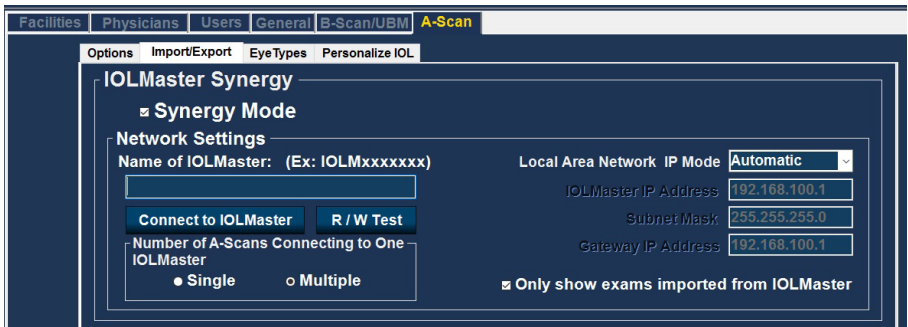 Facilities Physicians Users General B-Scan/UBM A-Scan
Options Import/Export EyeTypes Personalize IOL
IOLMaster Synergy
Synergy Mode
Network Settings
Name of IOLMaster: (Ex: IOLMxxxxxxx)
Connect to IOLMaster R / W Test
Number of A-Scans Connecting to One
IOLMaster
Single Multiple
Local Area Network IP Mode Automatic
IOLMaster IP Address 192.168.100.1
Subnet Mask 255.255.255.0
Gateway IP Address 192.168.100.1
Only show exams imported from IOLMaster